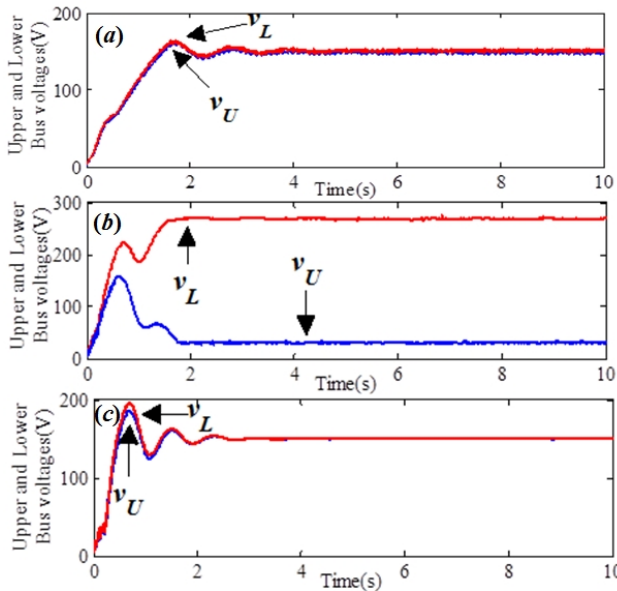 (a)
Upper and Lower
Bus voltages(V)
200
100
0
v_L
v_U
0 2 4 6 8 10
Time(s)
(b)
Upper and Lower
Bus voltages(V)
300
200
100
0
v_L
v_U
0 2 4 6 8 10
Time(s)
(c)
Upper and Lower
Bus voltages(V)
200
100
0
v_L
v_U
0 2 4 6 8 10
Time(s)